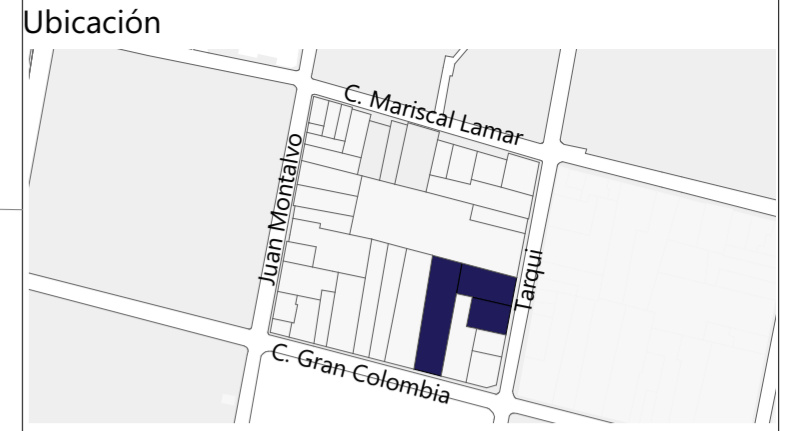 Ubicación
C. Mariscal Lamar
Juan Montalvo
Tarqui
C. Gran Colombia